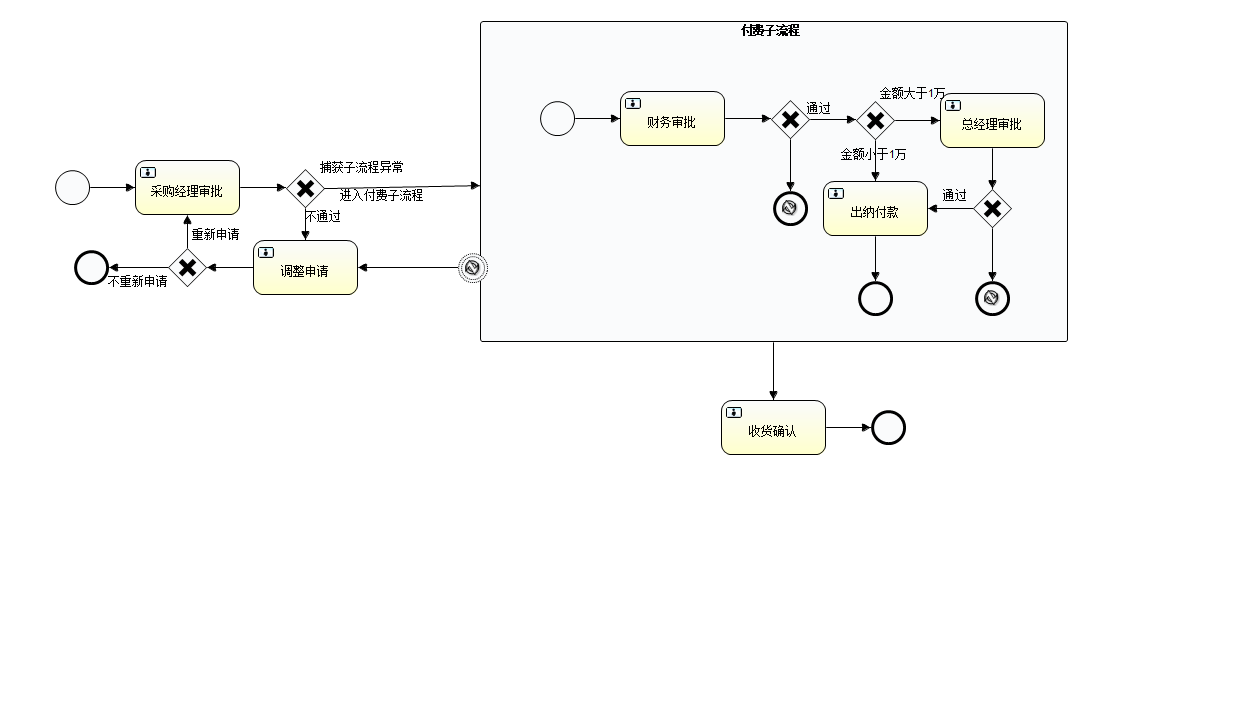 付费子流程
金额大于1万
通过
财务审批
总经理审批
金额小于1万
捕获子流程异常
采购经理审批
进入付费子流程
通过
不通过
出纳付款
重新申请
调整申请
不重新申请
收货确认